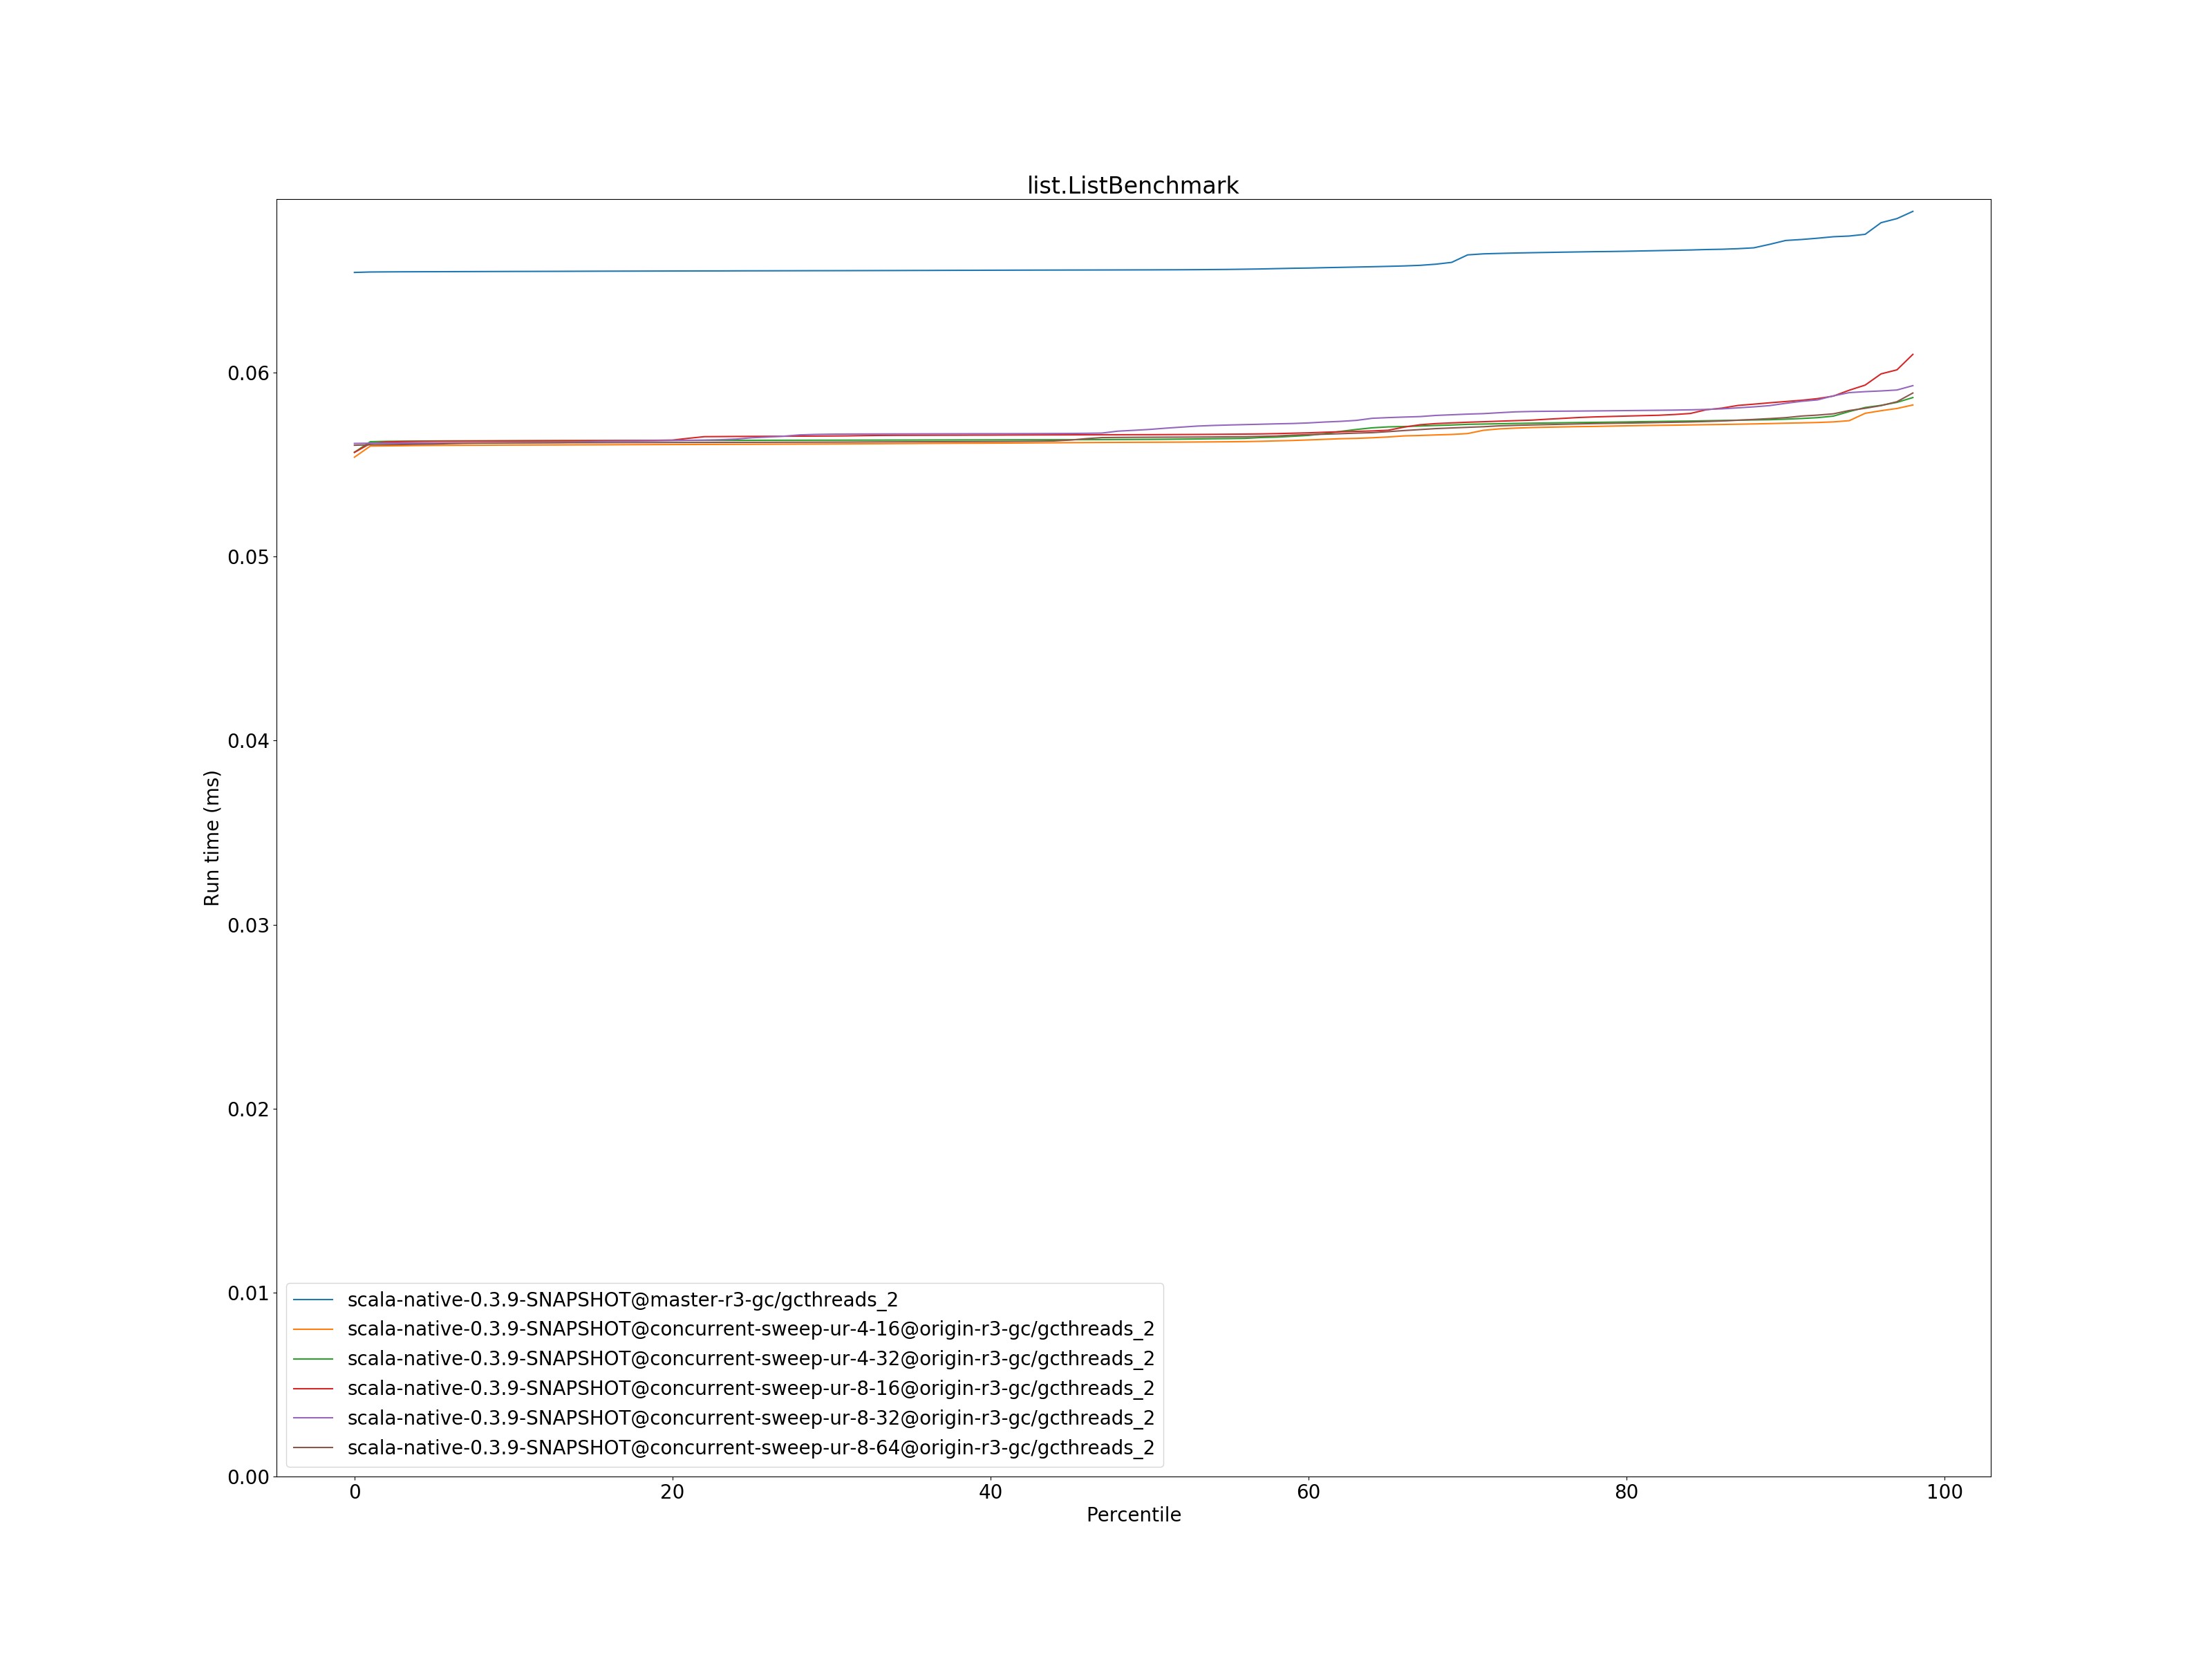 list.ListBenchmark
Run time (ms)
0.06
0.05
0.04
0.03
0.02
0.01
0.00
scala-native-0.3.9-SNAPSHOT@master-r3-gc/gcthreads_2
scala-native-0.3.9-SNAPSHOT@concurrent-sweep-ur-4-16@origin-r3-gc/gcthreads_2
scala-native-0.3.9-SNAPSHOT@concurrent-sweep-ur-4-32@origin-r3-gc/gcthreads_2
scala-native-0.3.9-SNAPSHOT@concurrent-sweep-ur-8-16@origin-r3-gc/gcthreads_2
scala-native-0.3.9-SNAPSHOT@concurrent-sweep-ur-8-32@origin-r3-gc/gcthreads_2
scala-native-0.3.9-SNAPSHOT@concurrent-sweep-ur-8-64@origin-r3-gc/gcthreads_2
0 20 40 60 80 100
Percentile